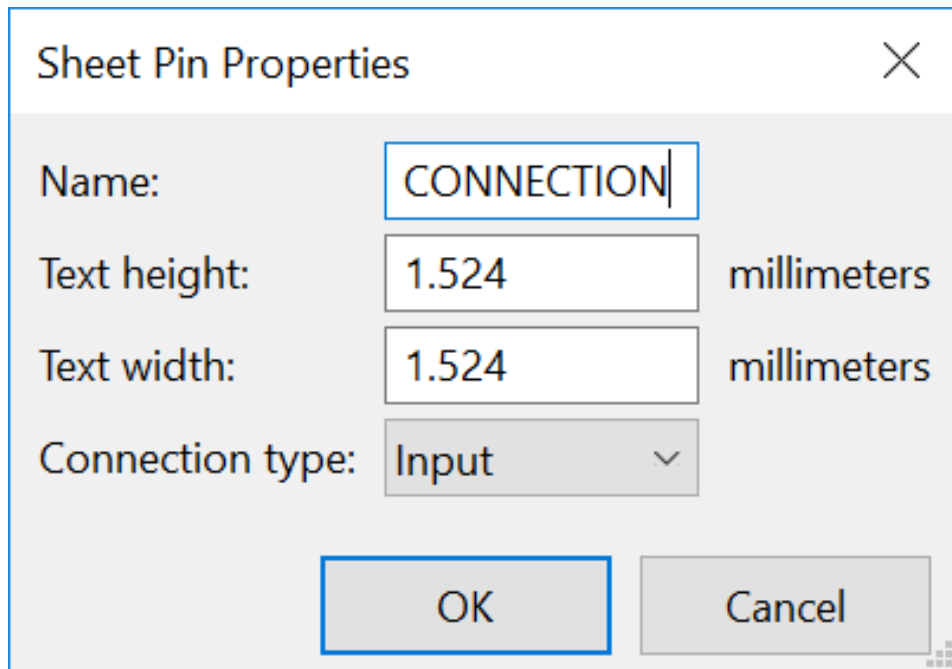 Sheet Pin Properties
Name: CONNECTION
Text height: 1.524 millimeters
Text width: 1.524 millimeters
Connection type: Input
OK Cancel